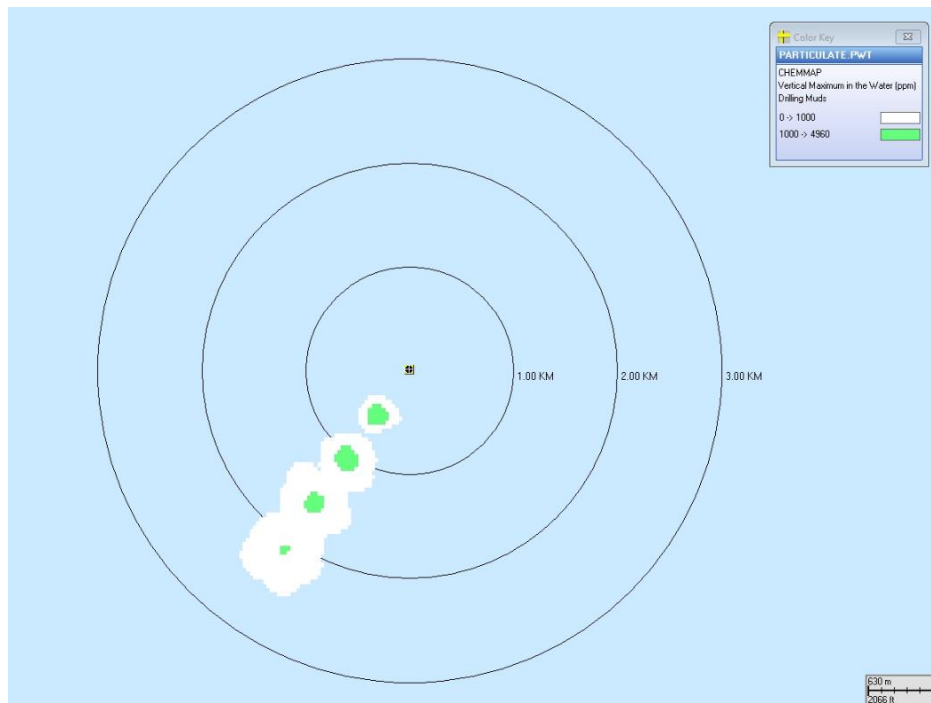 Color Key
PARTICULATE.PWT
CHEMMAP
Vertical Maximum in the Water (ppm)
Drilling Muds
0 -> 1000
1000 -> 4960
1.00 KM
2.00 KM
3.00 KM
630 m
2066 ft